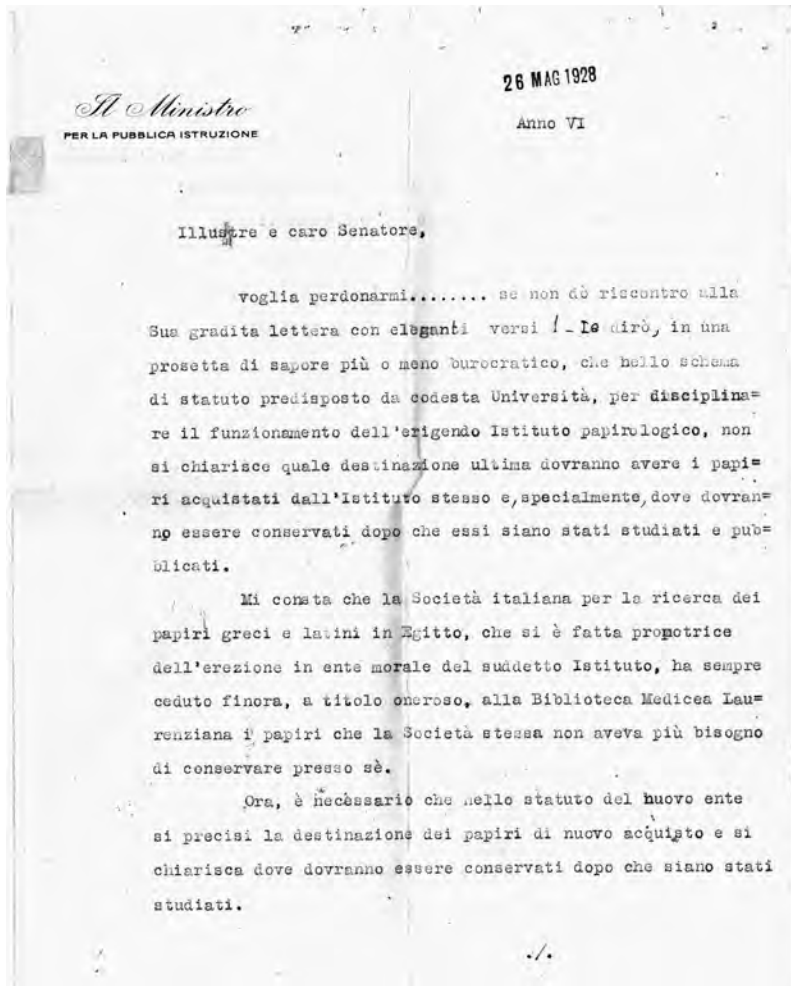 26 MAG 1928
Il Ministro
PER LA PUBBLICA ISTRUZIONE
Anno VI
Illustre e caro Senatore,
voglia perdonarmi........ se non dò riscontro alla
Sua gradita lettera con eleganti versi ! - Le dirò, in una
prosetta di sapore più o meno burocratico, che nello schema
di statuto predisposto da codesta Università, per disciplina=
re il funzionamento dell'erigendo Istituto papirologico, non
si chiarisce quale destinazione ultima dovranno avere i papi=
ri acquistati dall'Istituto stesso e, specialmente, dove dovran=
no essere conservati dopo che essi siano stati studiati e pub=
blicati.
Mi consta che la Società italiana per la ricerca dei
papiri greci e latini in Egitto, che si è fatta promotrice
dell'erezione in ente morale del suddetto Istituto, ha sempre
ceduto finora, a titolo oneroso, alla Biblioteca Medicea Lau=
renziana i papiri che la Società stessa non aveva più bisogno
di conservare presso sè.
Ora, è necessario che nello statuto del nuovo ente
si precisi la destinazione dei papiri di nuovo acquisto e si
chiarisca dove dovranno essere conservati dopo che siano stati
studiati.
./.